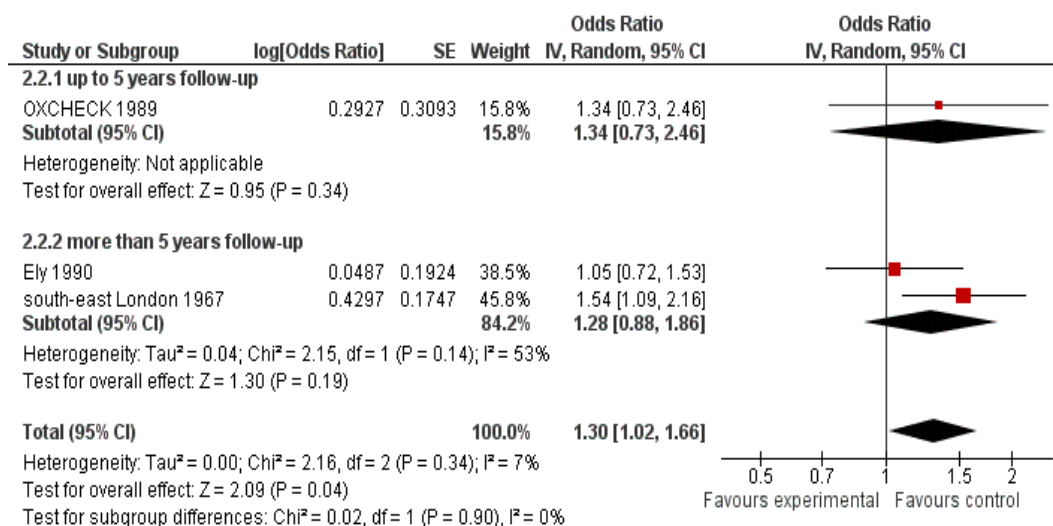 Odds Ratio Odds Ratio
Study or Subgroup log[Odds Ratio] SE Weight IV, Random, 95% CI IV, Random, 95% CI
2.2.1 up to 5 years follow-up
OXCHECK 1989 0.2927 0.3093 15.8% 1.34 [0.73, 2.46]
Subtotal (95% CI) 15.8% 1.34 [0.73, 2.46]
Heterogeneity: Not applicable
Test for overall effect: Z = 0.95 (P = 0.34)
2.2.2 more than 5 years follow-up
Ely 1990 0.0487 0.1924 38.5% 1.05 [0.72, 1.53]
south-east London 1967 0.4297 0.1747 45.8% 1.54 [1.09, 2.16]
Subtotal (95% CI) 84.2% 1.28 [0.88, 1.86]
Heterogeneity: Tau² = 0.04; Chi² = 2.15, df = 1 (P = 0.14); I² = 53%
Test for overall effect: Z = 1.30 (P = 0.19)
Total (95% CI) 100.0% 1.30 [1.02, 1.66]
Heterogeneity: Tau² = 0.00; Chi² = 2.16, df = 2 (P = 0.34); I² = 7%
Test for overall effect: Z = 2.09 (P = 0.04)
Test for subgroup differences: Chi² = 0.02, df = 1 (P = 0.90), I² = 0%
0.5 0.7 1 1.5 2
Favours experimental Favours control